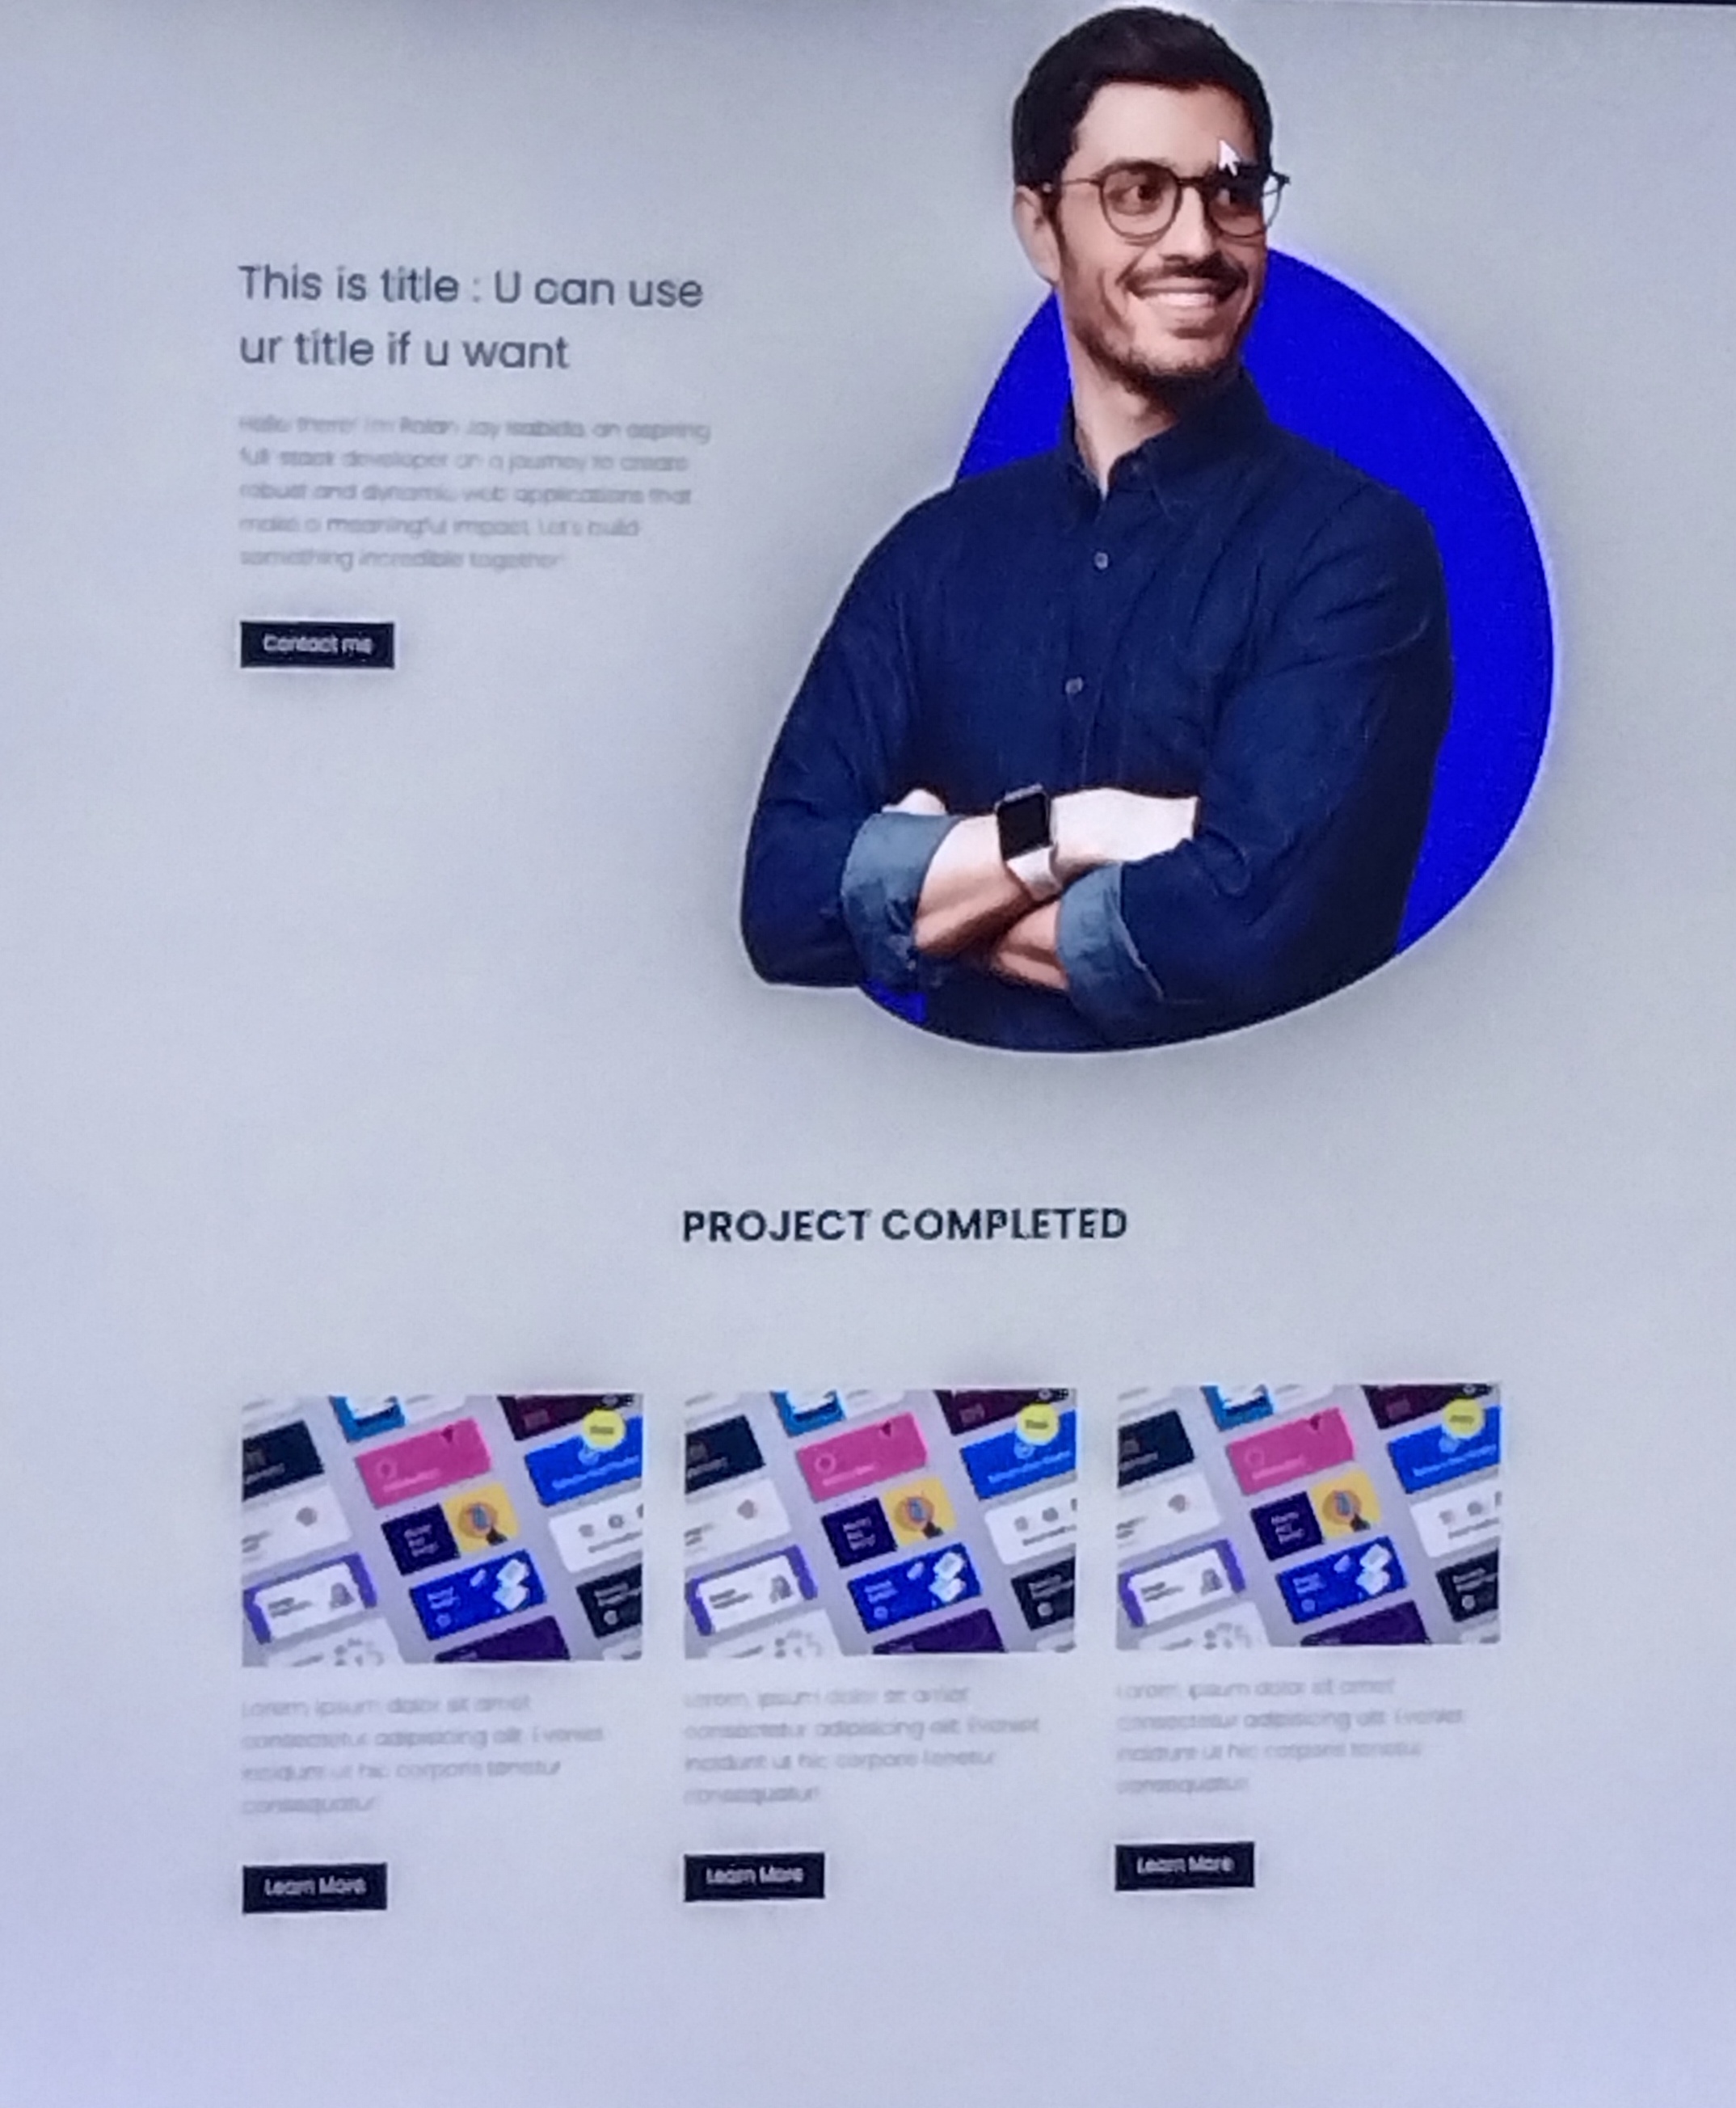 This is title : U can use
ur title if u want
Hello there! I'm Rolan Jay Isabida, an aspiring
full stack developer on a journey to create
robust and dynamic web applications that
make a meaningful impact. Let's build
something incredible together!
Contact me
PROJECT COMPLETED
Lorem ipsum dolor sit amet
consectetur adipisicing elit. Eveniet
incidunt ut hic corporis tenetur
consequatur!
Learn More
Lorem ipsum dolor sit amet
consectetur adipisicing elit. Eveniet
incidunt ut hic corporis tenetur
consequatur!
Learn More
Lorem ipsum dolor sit amet
consectetur adipisicing elit. Eveniet
incidunt ut hic corporis tenetur
consequatur!
Learn More